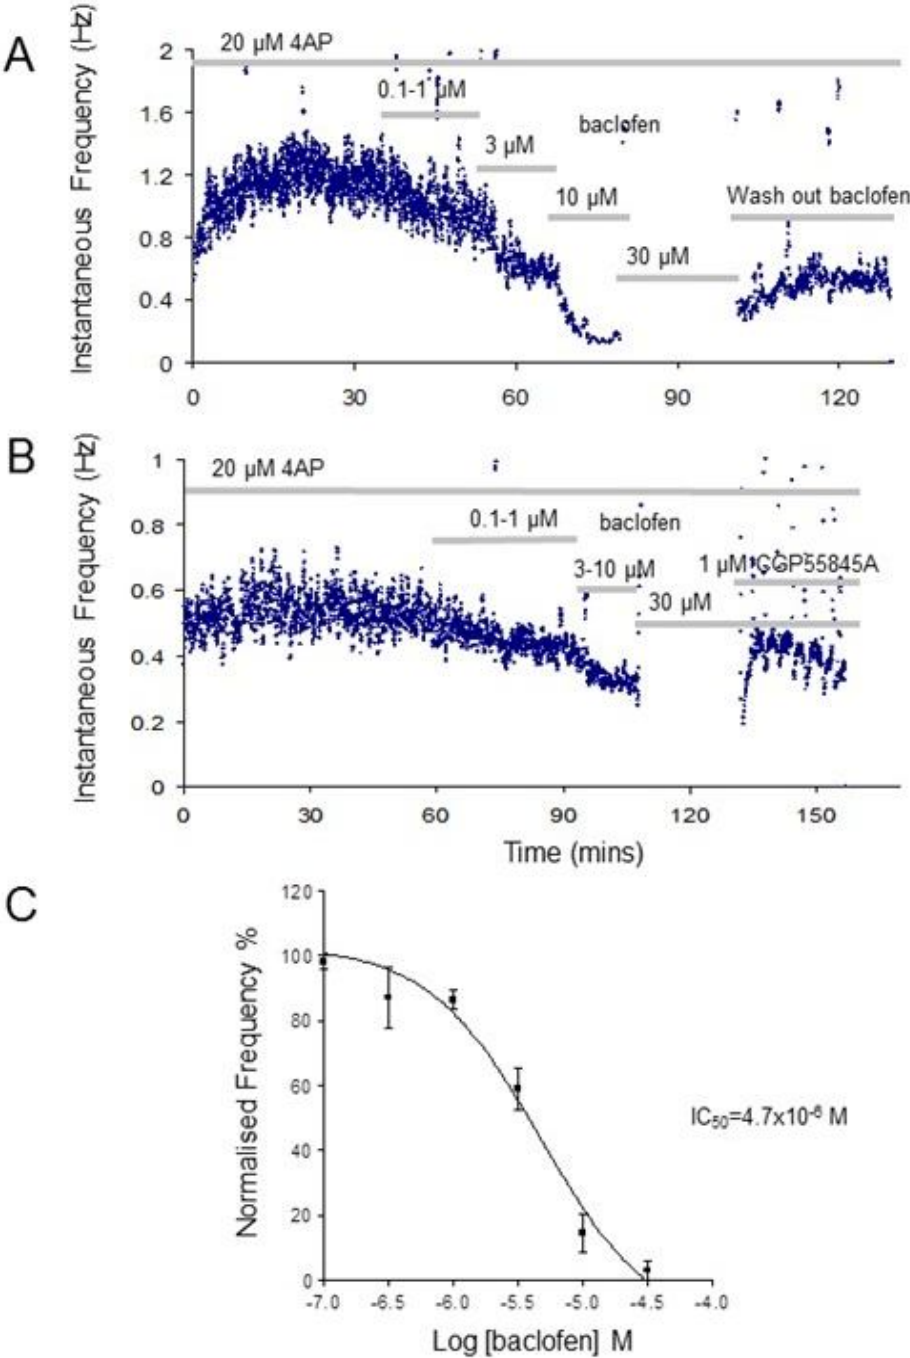 A
Instantaneous Frequency (Hz)
2
1.6
1.2
0.8
0.4
0
20 µM 4AP
0.1-1 µM
3 µM
baclofen
10 µM
Wash out baclofen
30 µM
0 30 60 90 120
B
Instantaneous Frequency (Hz)
1
0.8
0.6
0.4
0.2
0
20 µM 4AP
0.1-1 µM
baclofen
3-10 µM
1 µM CGP55845A
30 µM
0 30 60 90 120 150
Time (mins)
C
Normalised Frequency %
120
100
80
60
40
20
0
IC50=4.7x10-6 M
-7.0 -6.5 -6.0 -5.5 -5.0 -4.5 -4.0
Log [baclofen] M